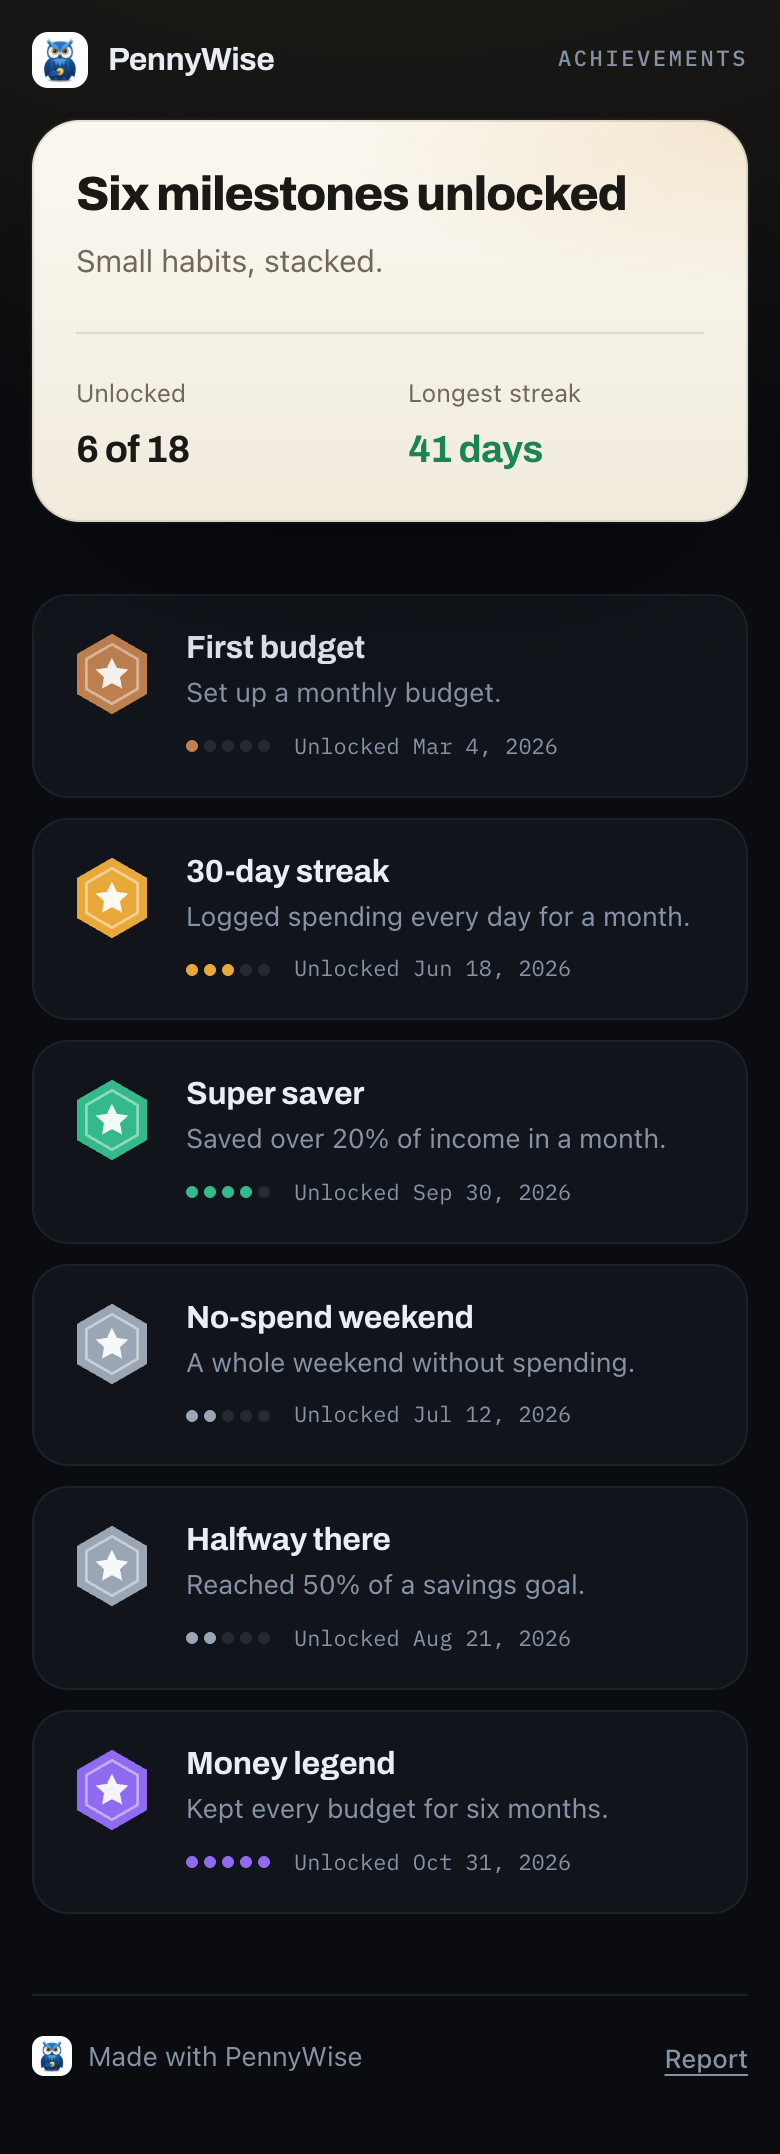 PennyWise
ACHIEVEMENTS
Six milestones unlocked
Small habits, stacked.
Unlocked
Longest streak
6 of 18
41 days
First budget
Set up a monthly budget.
Unlocked Mar 4, 2026
30-day streak
Logged spending every day for a month.
Unlocked Jun 18, 2026
Super saver
Saved over 20% of income in a month.
Unlocked Sep 30, 2026
No-spend weekend
A whole weekend without spending.
Unlocked Jul 12, 2026
Halfway there
Reached 50% of a savings goal.
Unlocked Aug 21, 2026
Money legend
Kept every budget for six months.
Unlocked Oct 31, 2026
Made with PennyWise
Report